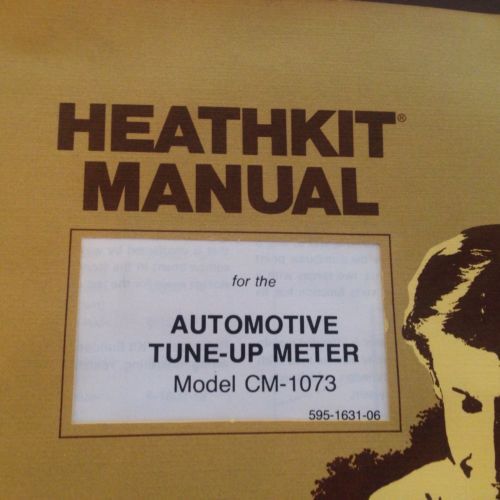 HEATHKIT®
MANUAL
for the
AUTOMOTIVE
TUNE-UP METER
Model CM-1073
595-1631-06